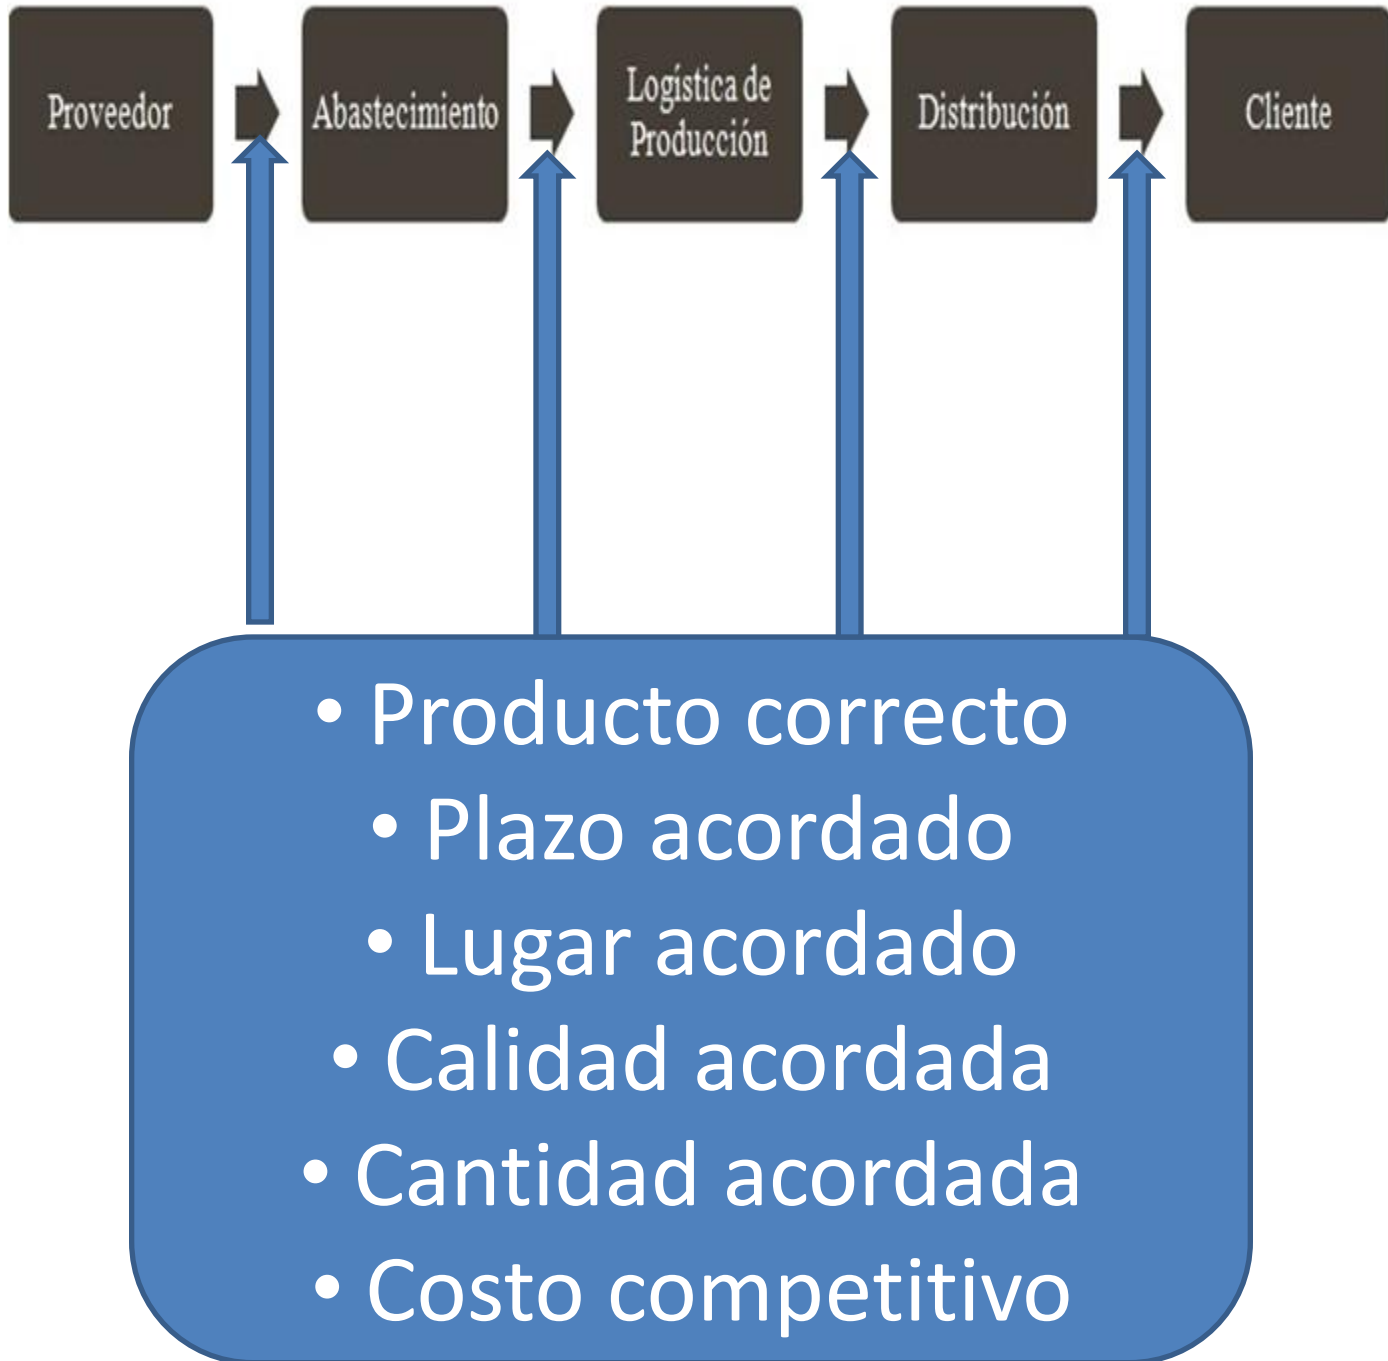 Proveedor
Abastecimiento
Logística de
Producción
Distribución
Cliente
• Producto correcto
• Plazo acordado
• Lugar acordado
• Calidad acordada
• Cantidad acordada
• Costo competitivo